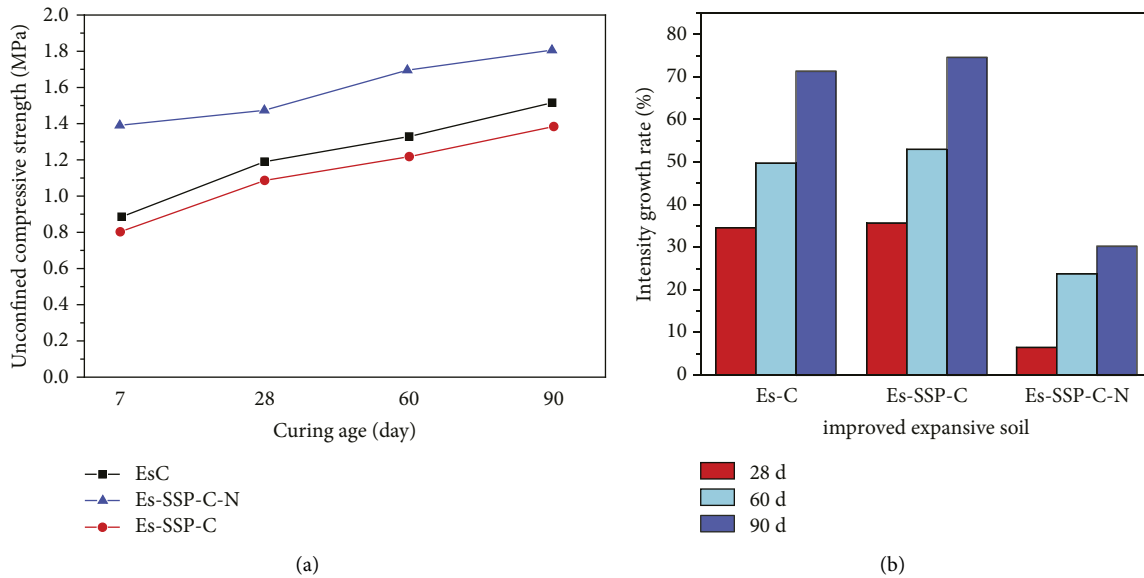 Unconfined compressive strength (MPa)
2.0
1.8
1.6
1.4
1.2
1.0
0.8
0.6
0.4
0.2
0.0
7 28 60 90
Curing age (day)
EsC
Es-SSP-C-N
Es-SSP-C
(a)
Intensity growth rate (%)
80
70
60
50
40
30
20
10
0
Es-C Es-SSP-C Es-SSP-C-N
improved expansive soil
28 d
60 d
90 d
(b)